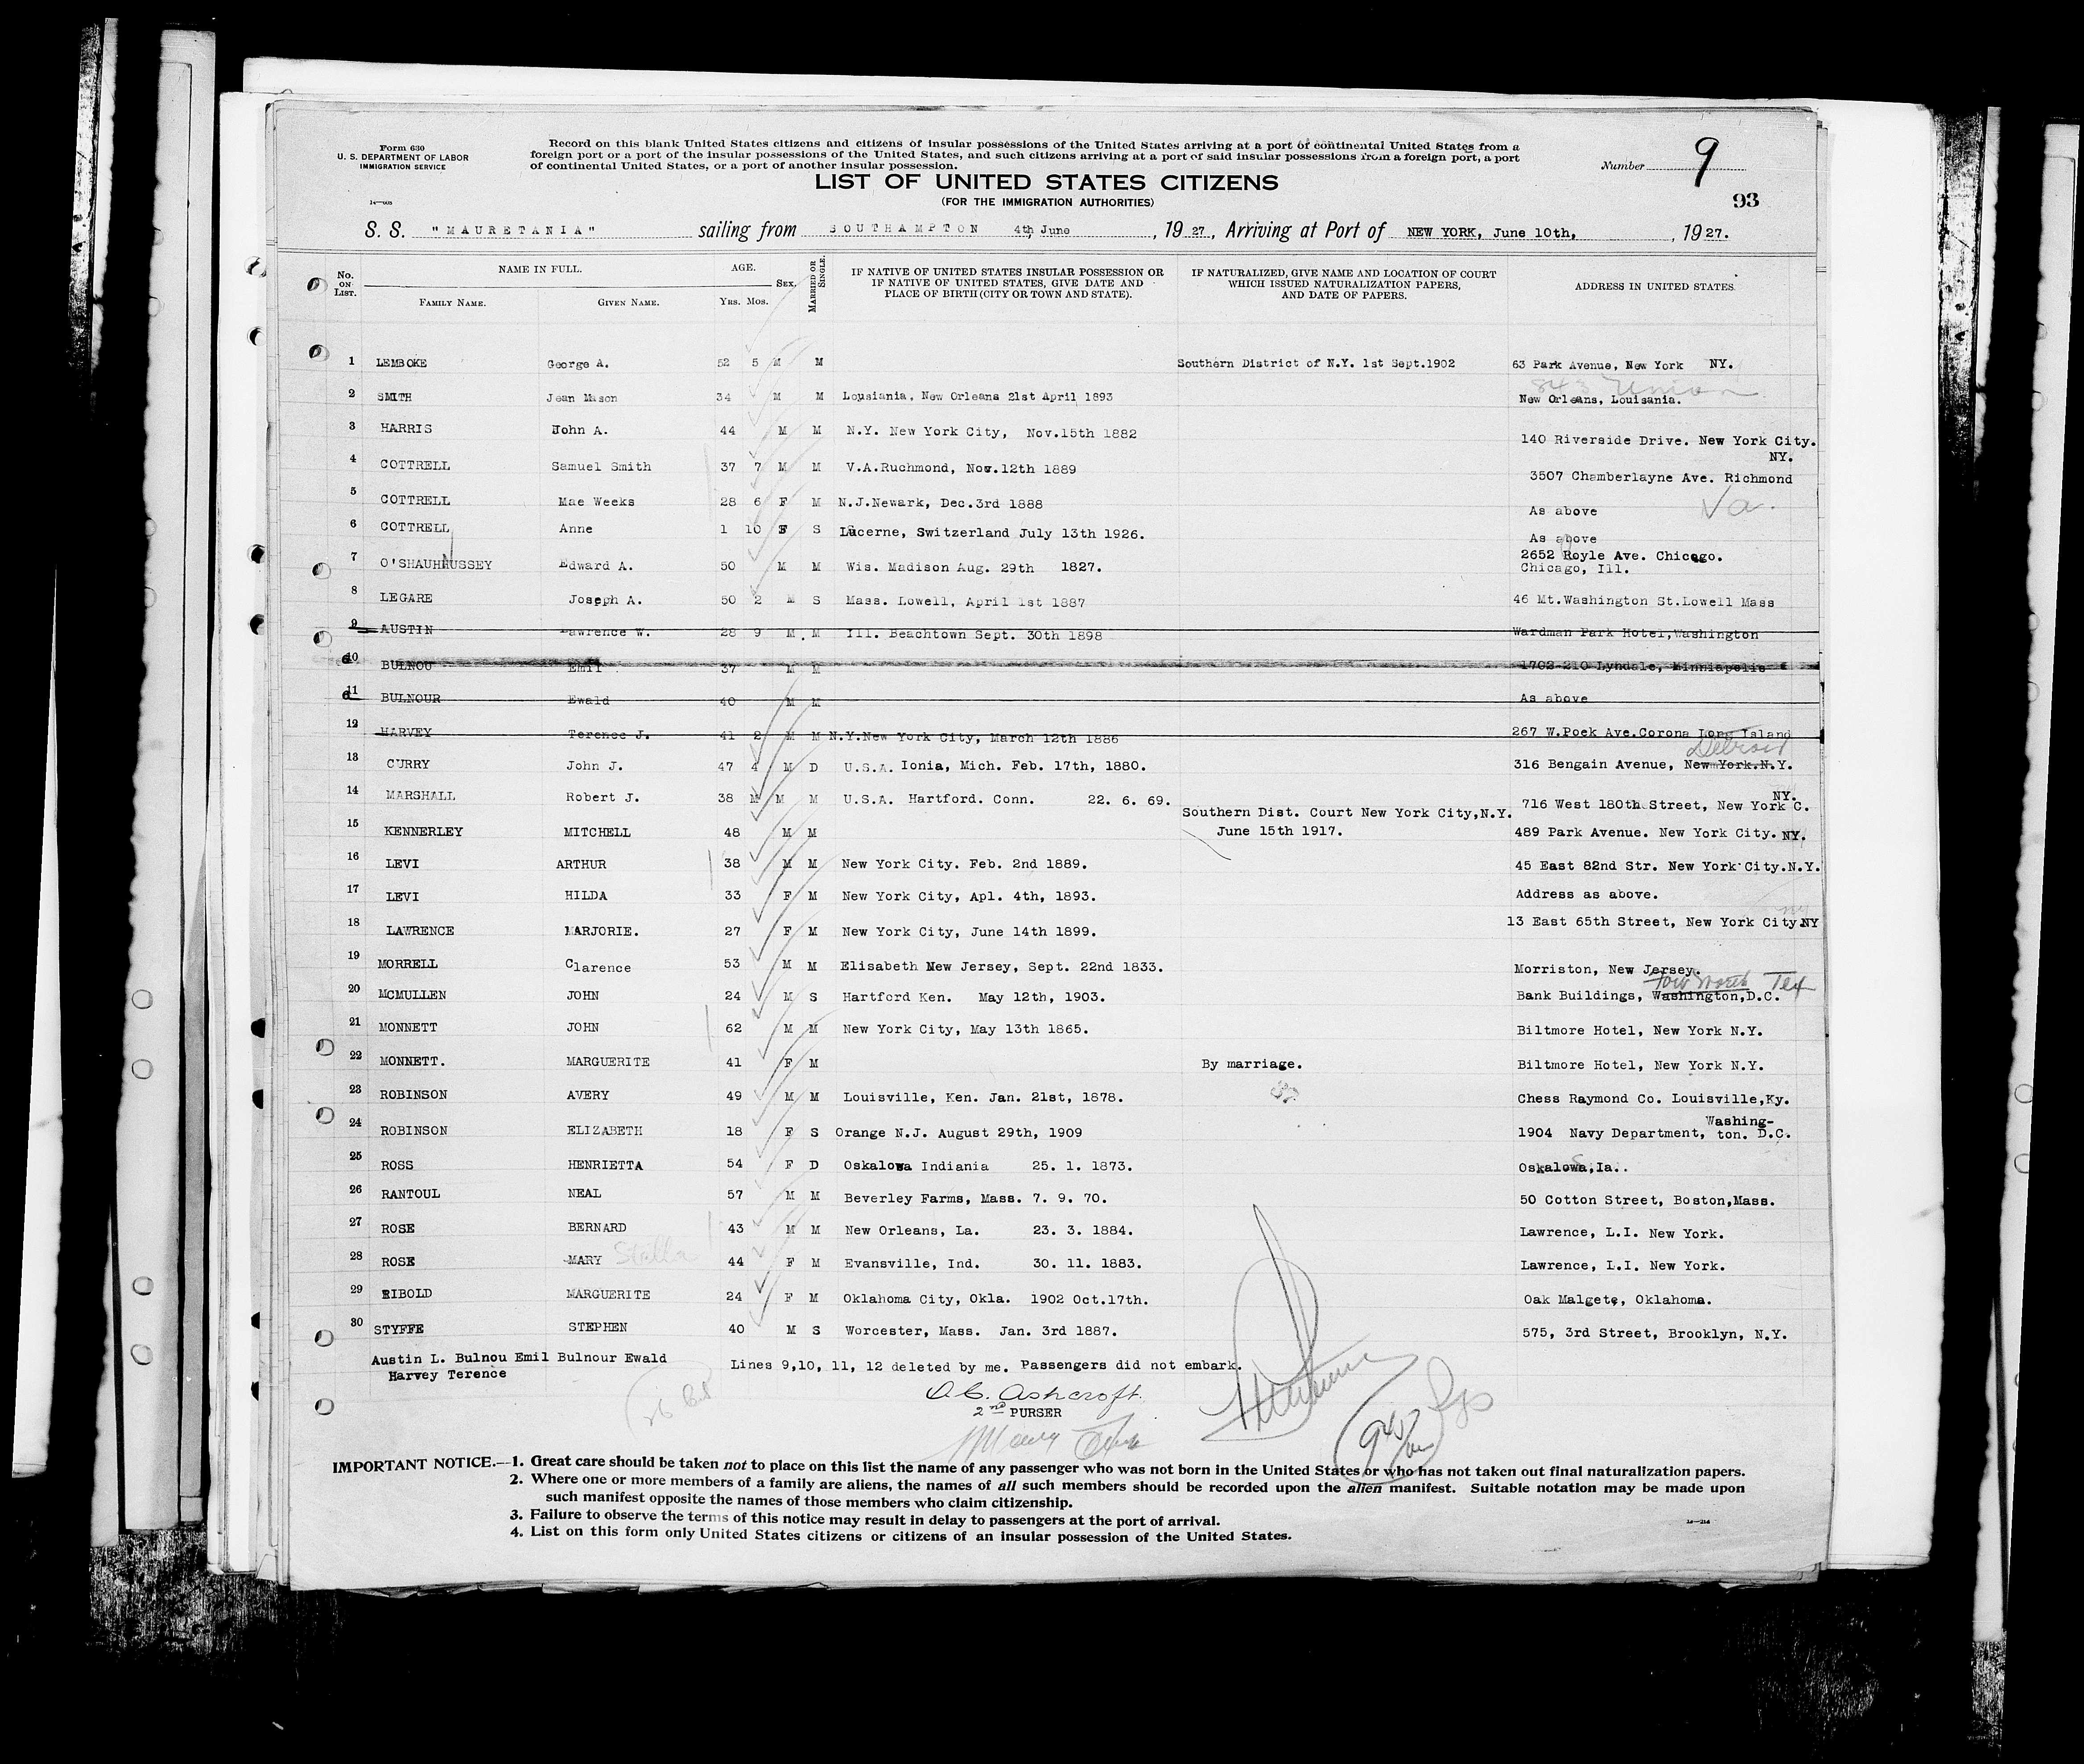 Form 630
U. S. DEPARTMENT OF LABOR
IMMIGRATION SERVICE
Record on this blank United States citizens and citizens of insular possessions of the United States arriving at a port of continental United States from a
foreign port or a port of the insular possessions of the United States, and such citizens arriving at a port of said insular possessions from a foreign port, a port
of continental United States, or a port of another insular possession.
Number 9
LIST OF UNITED STATES CITIZENS
(FOR THE IMMIGRATION AUTHORITIES)
93
S. S. "MAURETANIA" sailing from SOUTHAMPTON 4th June, 1927, Arriving at Port of NEW YORK, June 10th, , 1927.
No. ON LIST. NAME IN FULL. FAMILY NAME. GIVEN NAME. AGE. YRS. MOS. SEX. MARRIED OR SINGLE. IF NATIVE OF UNITED STATES INSULAR POSSESSION OR IF NATIVE OF UNITED STATES, GIVE DATE AND PLACE OF BIRTH (CITY OR TOWN AND STATE). IF NATURALIZED, GIVE NAME AND LOCATION OF COURT WHICH ISSUED NATURALIZATION PAPERS, AND DATE OF PAPERS. ADDRESS IN UNITED STATES.
1 LEMBOKE George A. 52 5 M M Southern District of N.Y. 1st Sept.1902 63 Park Avenue, New York NY.
843 Union
2 SMITH Jean Mason 34 M M Lousiania, New Orleans 21st April 1893 New Orleans, Louisania.
3 HARRIS John A. 44 M M N.Y. New York City, Nov.15th 1882 140 Riverside Drive. New York City.
NY.
4 COTTRELL Samuel Smith 37 7 M M V.A.Ruchmond, Nov.12th 1889 3507 Chamberlayne Ave. Richmond
Va.
5 COTTRELL Mae Weeks 28 6 F M N.J.Newark, Dec.3rd 1888 As above
6 COTTRELL Anne 1 10 F S Lucerne, Switzerland July 13th 1926. As above
7 O'SHAUHNUSSEY Edward A. 50 M M Wis. Madison Aug. 29th 1827. 2652 Royle Ave. Chicago.
Chicago, Ill.
8 LEGARE Joseph A. 50 2 M S Mass. Lowell, April 1st 1887 46 Mt.Washington St.Lowell Mass
9 AUSTIN Lawrence W. 28 9 M. M Ill. Beachtown Sept. 30th 1898 Wardman Park Hotel,Washington
d10 BULNOU Emil 37 M M 1702-210 Lyndale, Minniapolis
d11 BULNOUR Ewald 40 M M As above
12 HARVEY Terence J. 41 2 M M N.Y.New York City, March 12th 1886 267 W.Poek Ave.Corona Long Island
Detroit
13 CURRY John J. 47 4 M D U.S.A. Ionia, Mich. Feb. 17th, 1880. 316 Bengain Avenue, New York.N.Y.
14 MARSHALL Robert J. 38 M M M U.S.A. Hartford. Conn. 22. 6. 69. 716 West 180th Street, New York C.
NY.
Southern Dist. Court New York City,N.Y.
15 KENNERLEY MITCHELL 48 M M June 15th 1917. 489 Park Avenue. New York City. NY.
16 LEVI ARTHUR 38 M M New York City. Feb. 2nd 1889. 45 East 82nd Str. New York City.N.Y.
17 LEVI HILDA 33 F M New York City, Apl. 4th, 1893. Address as above.
18 LAWRENCE MARJORIE. 27 F M New York City, June 14th 1899. 13 East 65th Street, New York City.NY
19 MORRELL Clarence 53 M M Elisabeth New Jersey, Sept. 22nd 1833. Morriston, New Jersey.
Fort Worth Tex
20 MCMULLEN JOHN 24 M S Hartford Ken. May 12th, 1903. Bank Buildings, Washington,D.C.
21 MONNETT JOHN 62 M M New York City, May 13th 1865. Biltmore Hotel, New York N.Y.
22 MONNETT. MARGUERITE 41 F M By marriage. Biltmore Hotel, New York N.Y.
23 ROBINSON AVERY 49 M M Louisville, Ken. Jan. 21st, 1878. Chess Raymond Co. Louisville,Ky.
24 ROBINSON ELIZABETH 18 F S Orange N.J. August 29th, 1909 1904 Navy Department, Washing-
ton. D.C.
25 ROSS HENRIETTA 54 F D Oskalowa Indiania 25. 1. 1873. Oskalowa,Ia..
26 RANTOUL NEAL 57 M M Beverley Farms, Mass. 7. 9. 70. 50 Cotton Street, Boston,Mass.
27 ROSE BERNARD 43 M M New Orleans, La. 23. 3. 1884. Lawrence, L.I. New York.
28 ROSE MARY Stella 44 F M Evansville, Ind. 30. 11. 1883. Lawrence, L.I. New York.
29 EIBOLD MARGUERITE 24 F M Oklahoma City, Okla. 1902 Oct.17th. Oak Malgete, Oklahoma.
30 STYFFE STEPHEN 40 M S Worcester, Mass. Jan. 3rd 1887. 575, 3rd Street, Brooklyn, N.Y.
Austin L. Bulnou Emil Bulnour Ewald
Harvey Terence
Lines 9,10, 11, 12 deleted by me. Passengers did not embark.
Ashcroft.
2nd PURSER
IMPORTANT NOTICE.—1. Great care should be taken not to place on this list the name of any passenger who was not born in the United States or who has not taken out final naturalization papers.
2. Where one or more members of a family are aliens, the names of all such members should be recorded upon the alien manifest. Suitable notation may be made upon
such manifest opposite the names of those members who claim citizenship.
3. Failure to observe the terms of this notice may result in delay to passengers at the port of arrival.
4. List on this form only United States citizens or citizens of an insular possession of the United States.